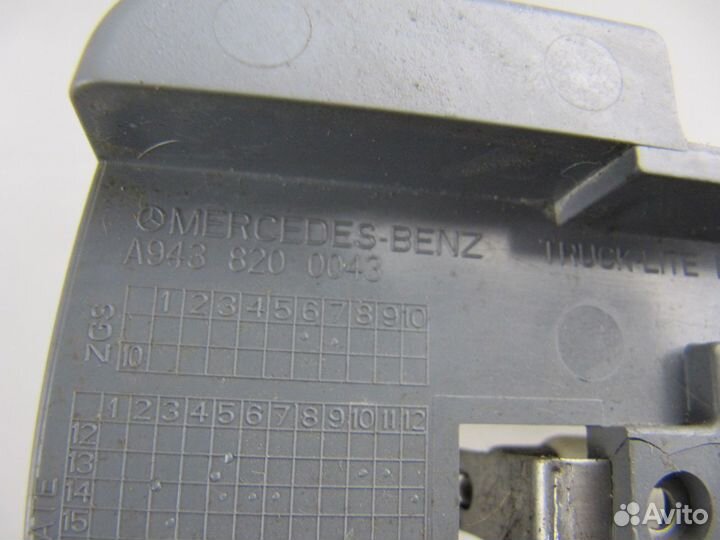 MERCEDES-BENZ
A943 820 0043
TRUCK-LITE
ZGS
1 2 3 4 5 6 7 8 9 10
10
1 2 3 4 5 6 7 8 9 10 11 12
12
13
14
15
Avito